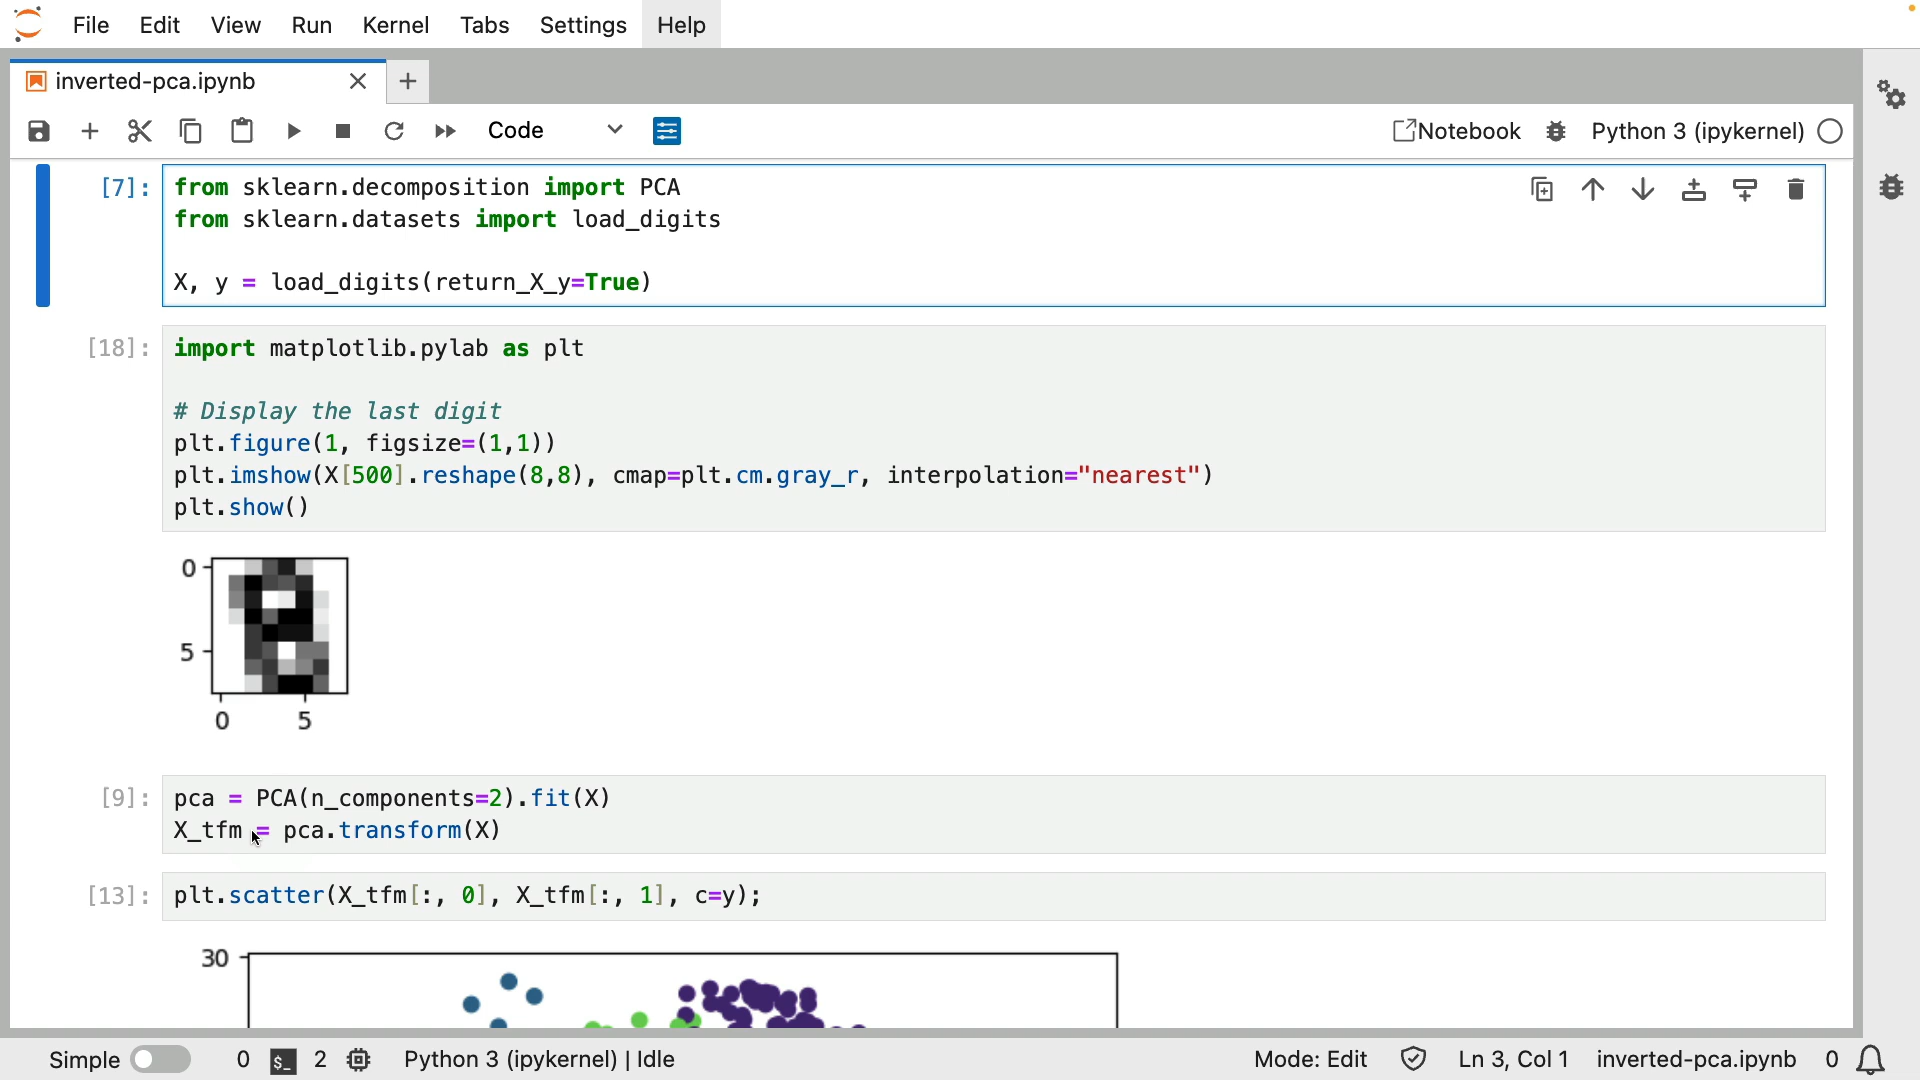 File Edit View Run Kernel Tabs Settings Help
inverted-pca.ipynb
Code Notebook Python 3 (ipykernel)
[7]: from sklearn.decomposition import PCA
from sklearn.datasets import load_digits
X, y = load_digits(return_X_y=True)
[18]: import matplotlib.pylab as plt
# Display the last digit
plt.figure(1, figsize=(1,1))
plt.imshow(X[500].reshape(8,8), cmap=plt.cm.gray_r, interpolation="nearest")
plt.show()
0
5
0 5
[9]: pca = PCA(n_components=2).fit(X)
X_tfm = pca.transform(X)
[13]: plt.scatter(X_tfm[:, 0], X_tfm[:, 1], c=y);
30
Simple 0 $_ 2 Python 3 (ipykernel) | Idle Mode: Edit Ln 3, Col 1 inverted-pca.ipynb 0